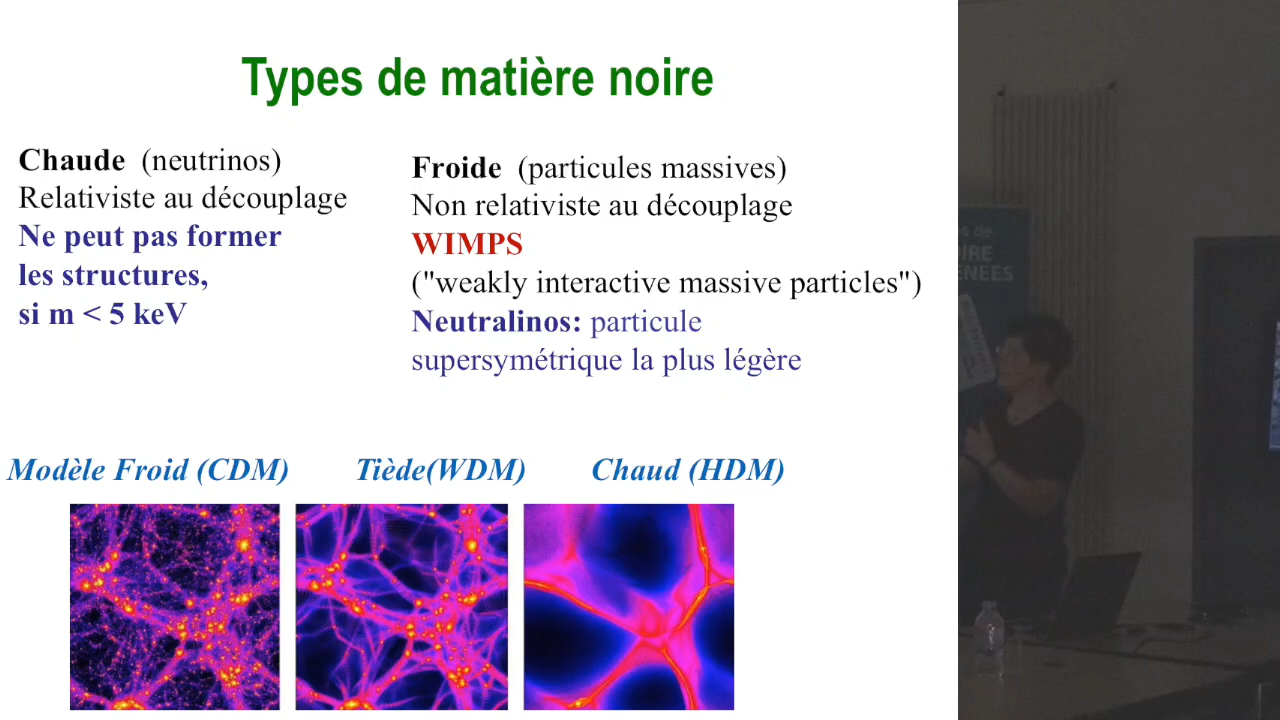 Types de matière noire
Chaude (neutrinos)
Relativiste au découplage
Ne peut pas former
les structures,
si m < 5 keV
Froide (particules massives)
Non relativiste au découplage
WIMPS
("weakly interactive massive particles")
Neutralinos: particule
supersymétrique la plus légère
Modèle Froid (CDM)
Tiède(WDM)
Chaud (HDM)